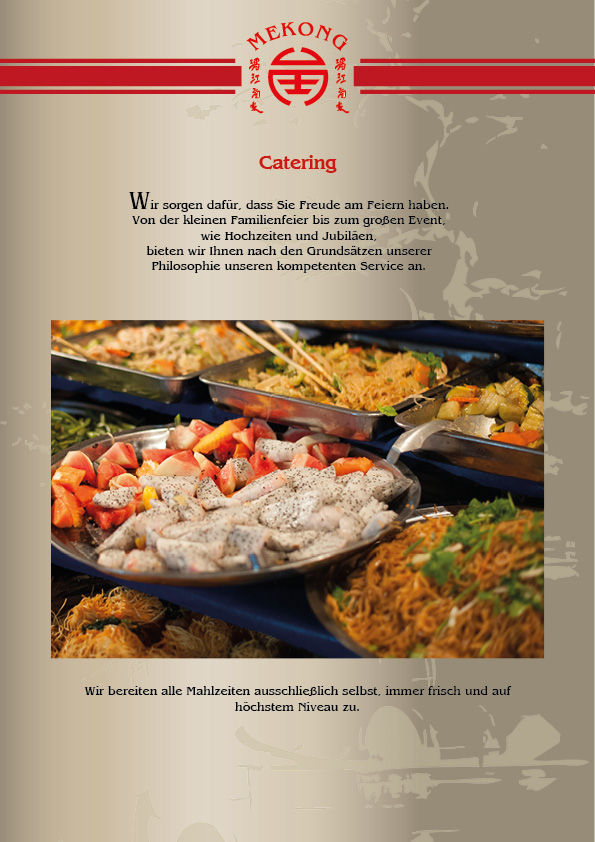 MEKONG
Catering
Wir sorgen dafür, dass Sie Freude am Feiern haben.
Von der kleinen Familienfeier bis zum großen Event,
wie Hochzeiten und Jubiläen,
bieten wir Ihnen nach den Grundsätzen unserer
Philosophie unseren kompetenten Service an.
Wir bereiten alle Mahlzeiten ausschließlich selbst, immer frisch und auf
höchstem Niveau zu.